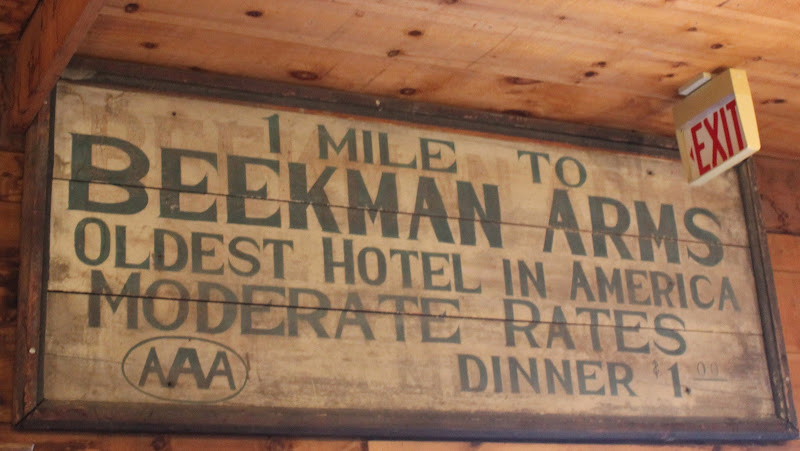 1 MILE TO
BEEKMAN ARMS
OLDEST HOTEL IN AMERICA
MODERATE RATES
AAA
DINNER $1.00
EXIT